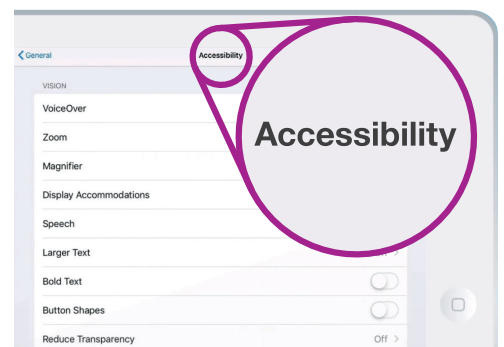 General
Accessibility
Accessibility
VISION
VoiceOver
Zoom
Magnifier
Display Accommodations
Speech
Larger Text
Bold Text
Button Shapes
Reduce Transparency Off